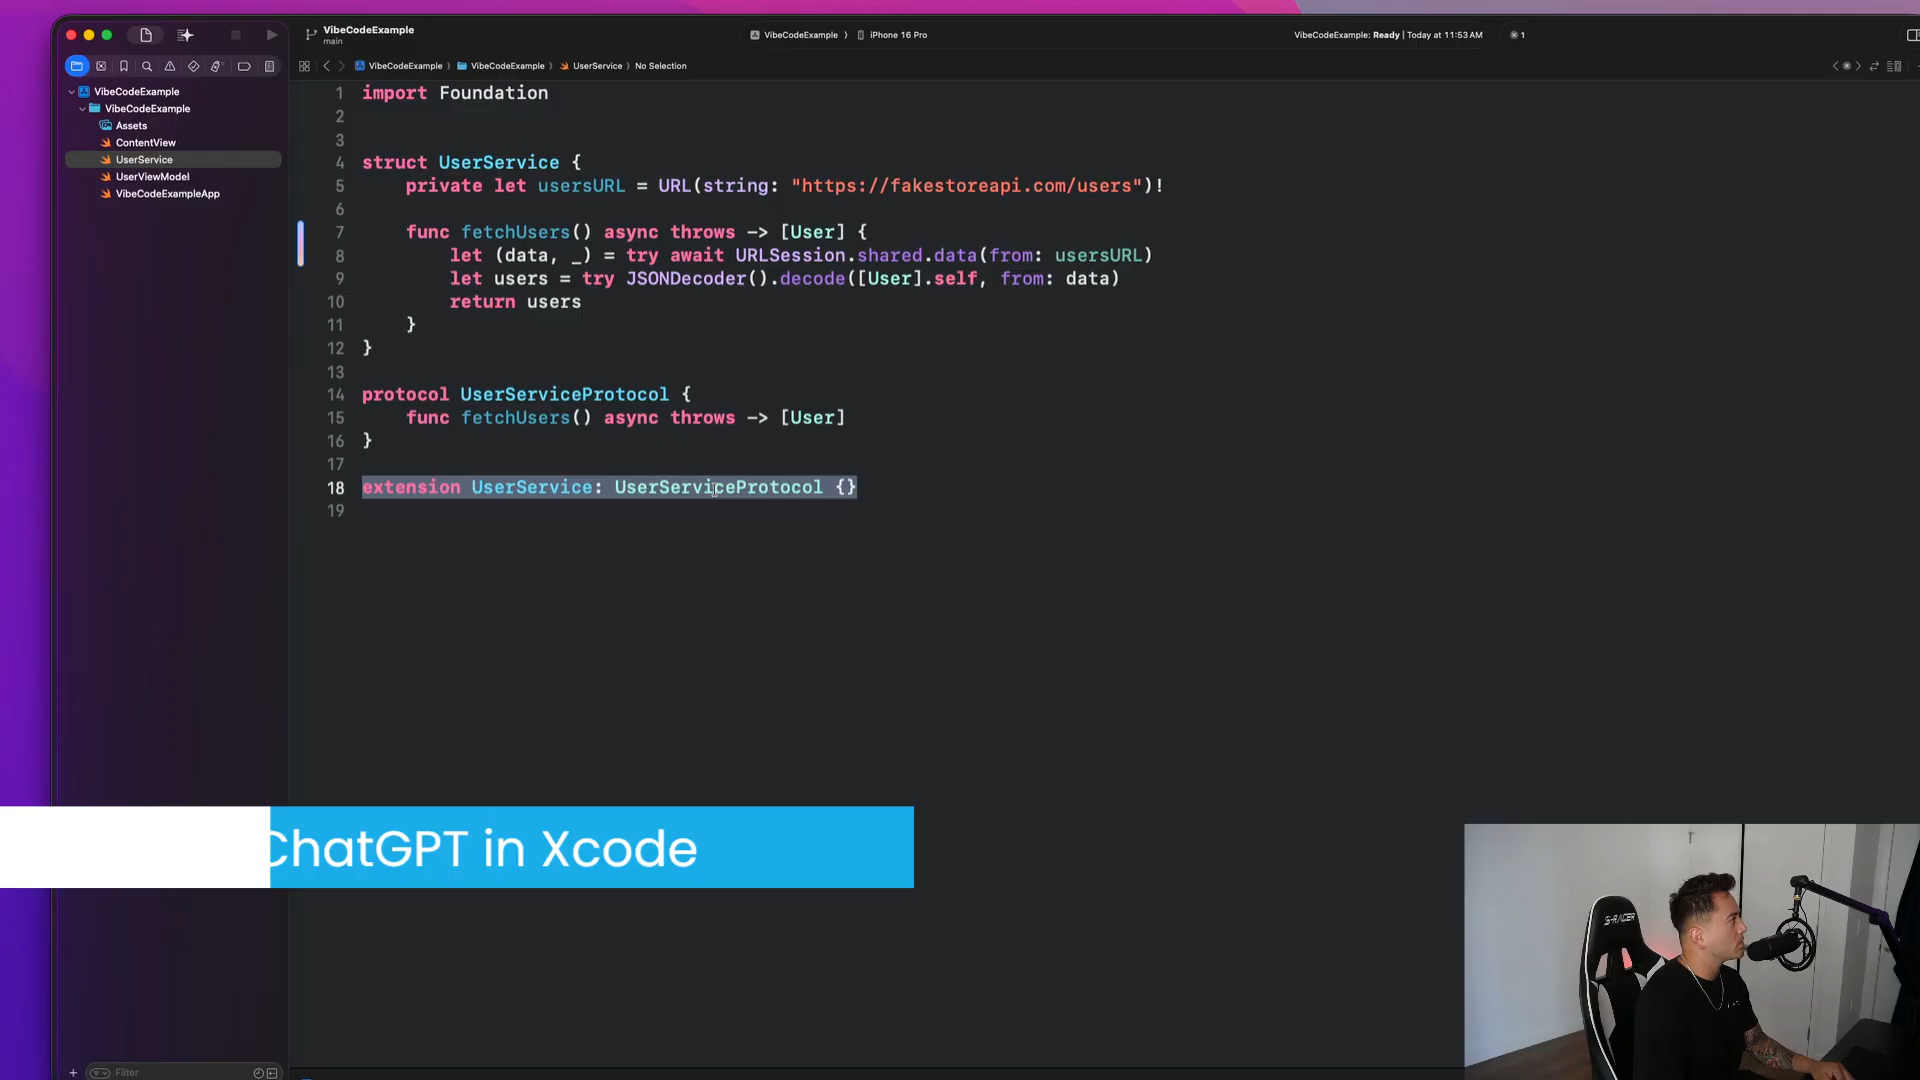 VibeCodeExample
main
VibeCodeExample 〉 iPhone 16 Pro
VibeCodeExample: Ready | Today at 11:53 AM
1
VibeCodeExample 〉 VibeCodeExample 〉 UserService 〉 No Selection
VibeCodeExample
VibeCodeExample
Assets
ContentView
UserService
UserViewModel
VibeCodeExampleApp
1 import Foundation
2
3
4 struct UserService {
5 private let usersURL = URL(string: "https://fakestoreapi.com/users")!
6
7 func fetchUsers() async throws -> [User] {
8 let (data, _) = try await URLSession.shared.data(from: usersURL)
9 let users = try JSONDecoder().decode([User].self, from: data)
10 return users
11 }
12 }
13
14 protocol UserServiceProtocol {
15 func fetchUsers() async throws -> [User]
16 }
17
18 extension UserService: UserServiceProtocol {}
19
ChatGPT in Xcode
S-RACER
Filter